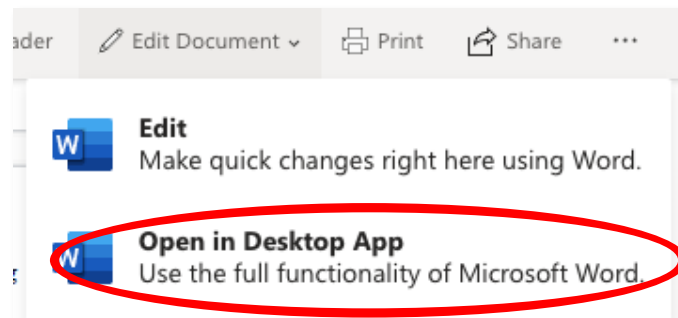 ader Edit Document Print Share ...
Edit
W
Make quick changes right here using Word.
Open in Desktop App
W
Use the full functionality of Microsoft Word.
g